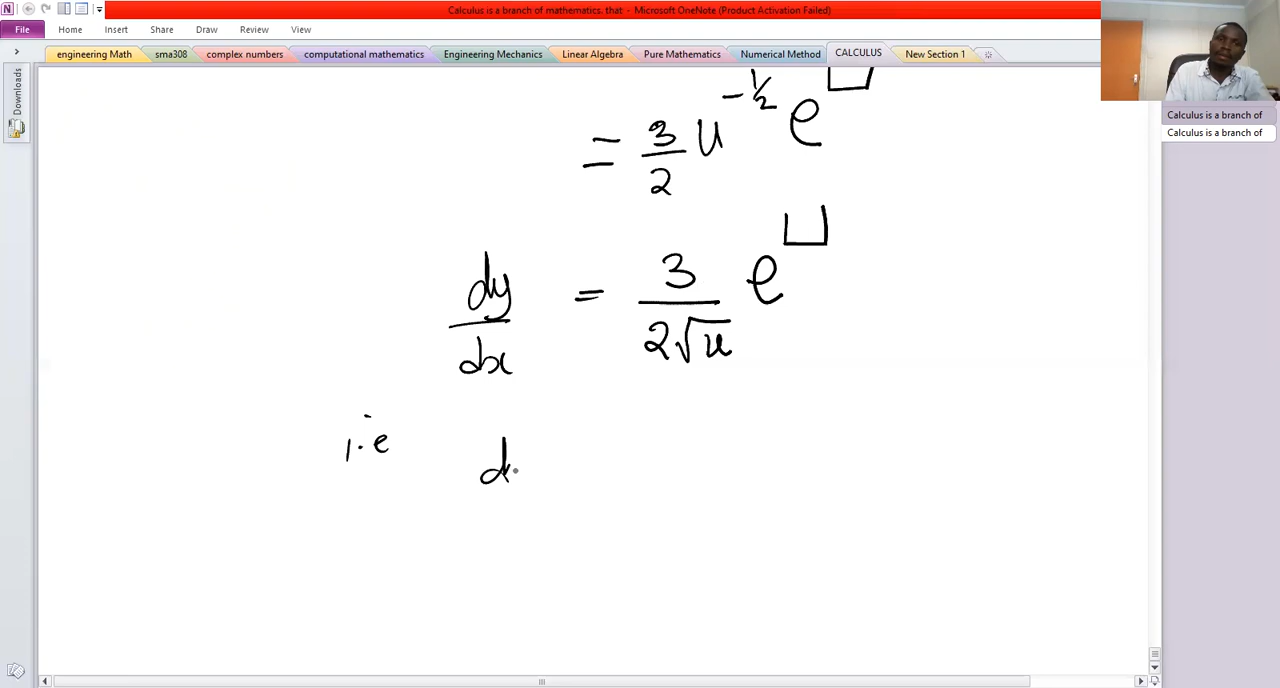 Calculus is a branch of mathematics. that - Microsoft OneNote (Product Activation Failed)
File Home Insert Share Draw Review View
engineering Math sma308 complex numbers computational mathematics Engineering Mechanics Linear Algebra Pure Mathematics Numerical Method CALCULUS New Section 1
Downloads
Calculus is a branch of
Calculus is a branch of
= 3/2 u^-1/2 e^□
dy/dx = 3/(2√u) e^□
i.e d